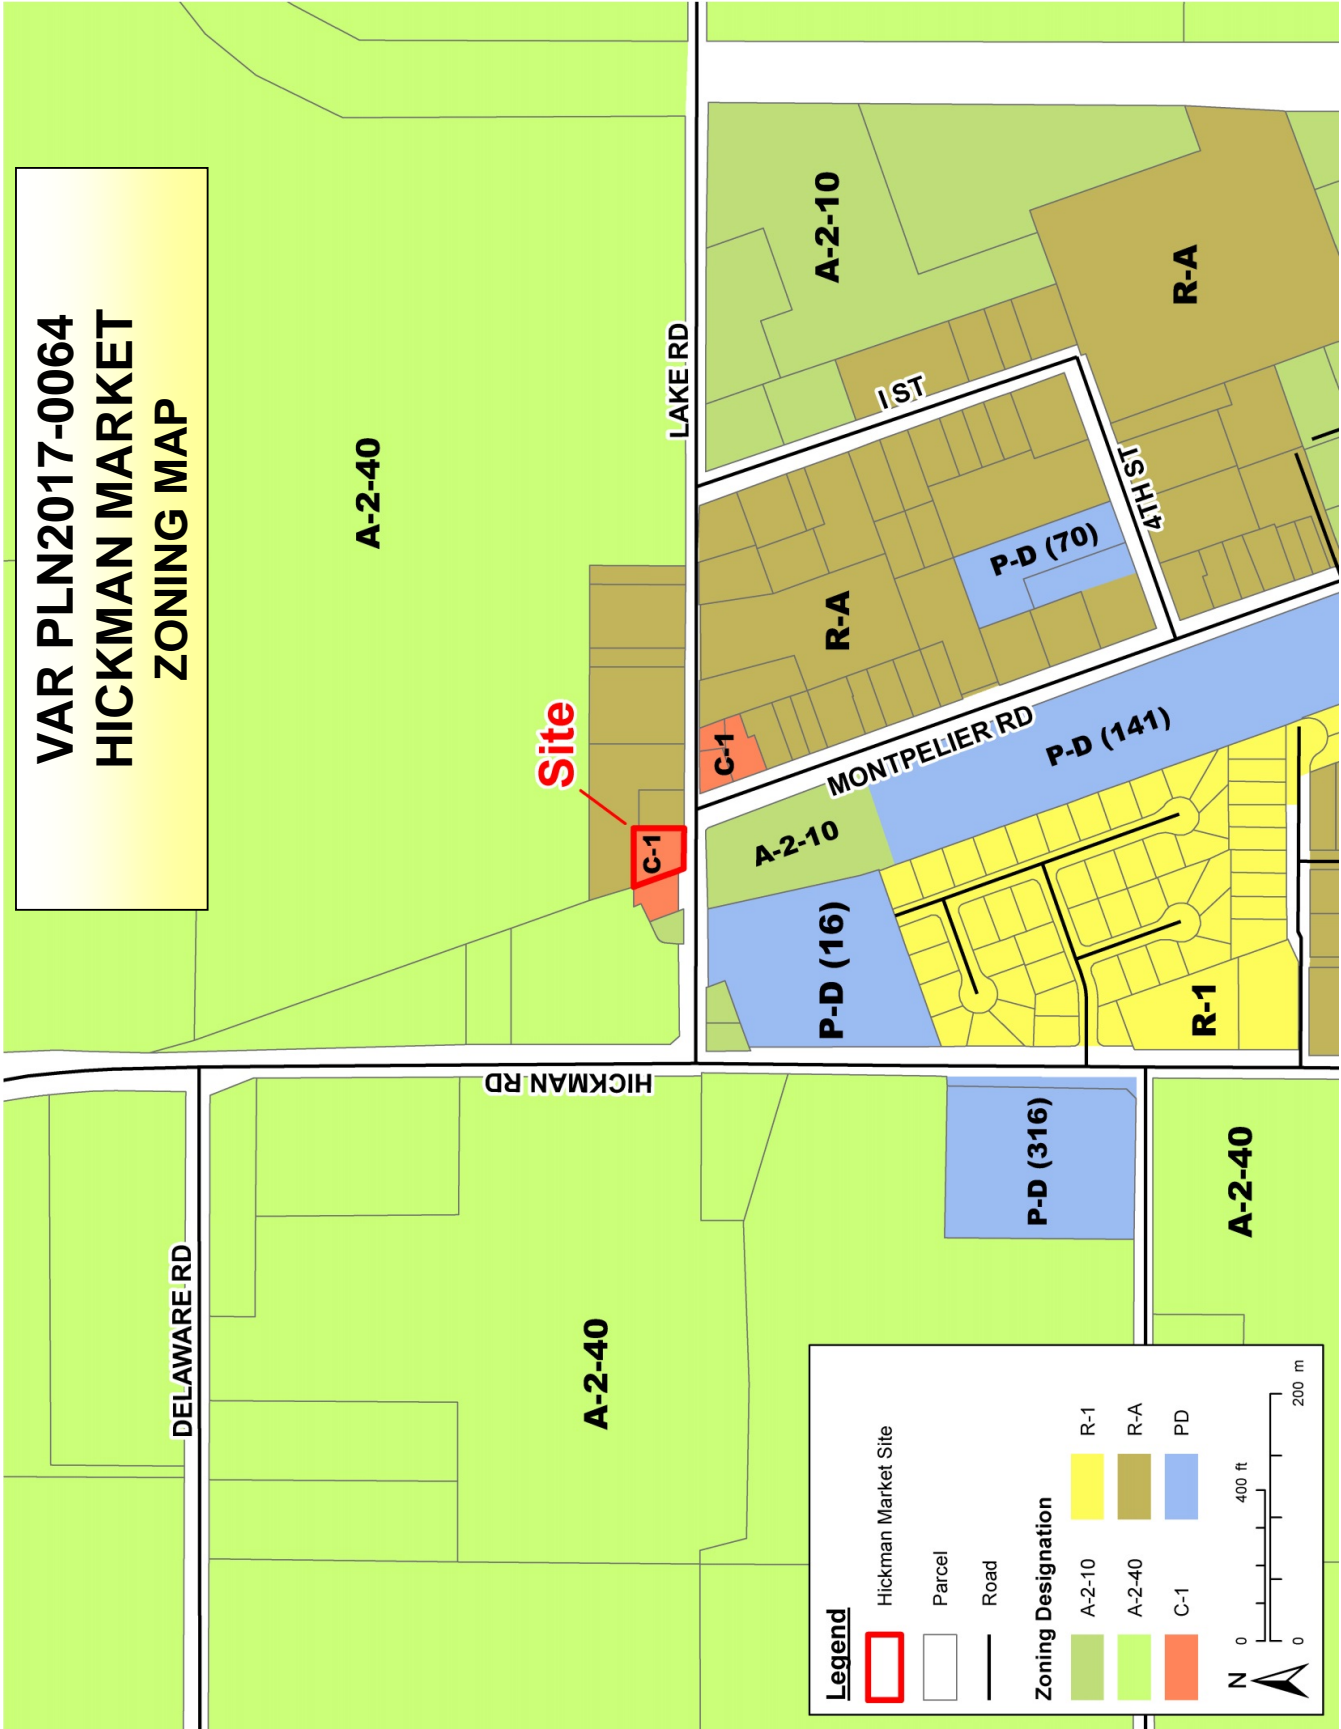 VAR PLN2017-0064
HICKMAN MARKET
ZONING MAP
DELAWARE RD
A-2-40
Site
C-1
HICKMAN RD
LAKE RD
A-2-40
C-1
A-2-10
I ST
R-A
A-2-10
P-D (16)
MONTPELIER RD
P-D (70)
P-D (141)
4TH ST
R-A
P-D (316)
R-1
A-2-40
Legend
Hickman Market Site
Parcel
Road
Zoning Designation
A-2-10
R-1
A-2-40
R-A
C-1
PD
N
0
400 ft
0
200 m